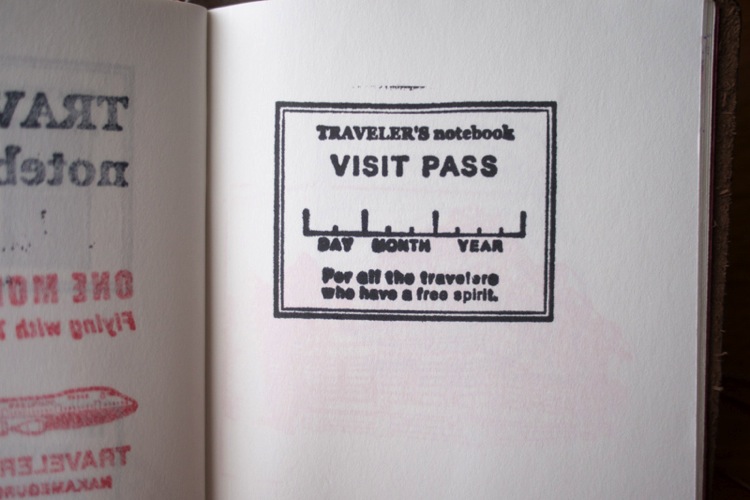 TRAV
noteb
ONE MO
Flying with
TRAVELER
NAKAMEGURO
TRAVELER'S notebook
VISIT PASS
DAY MONTH YEAR
For all the travelers
who have a free spirit.